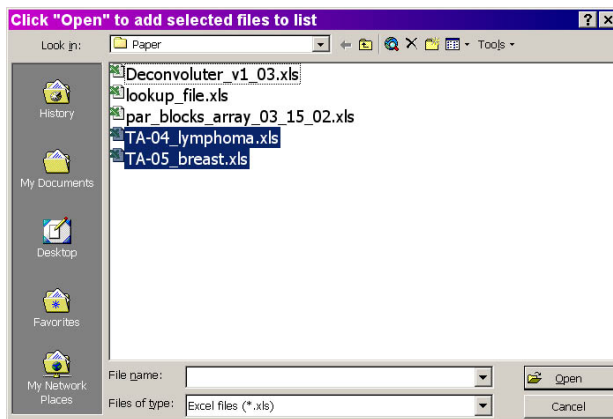 Click "Open" to add selected files to list
Look in:
Paper
Tools
Deconvoluter_v1_03.xls
lookup_file.xls
par_blocks_array_03_15_02.xls
TA-04_lymphoma.xls
TA-05_breast.xls
History
My Documents
Desktop
Favorites
My Network
Places
File name:
Open
Files of type:
Excel files (*.xls)
Cancel